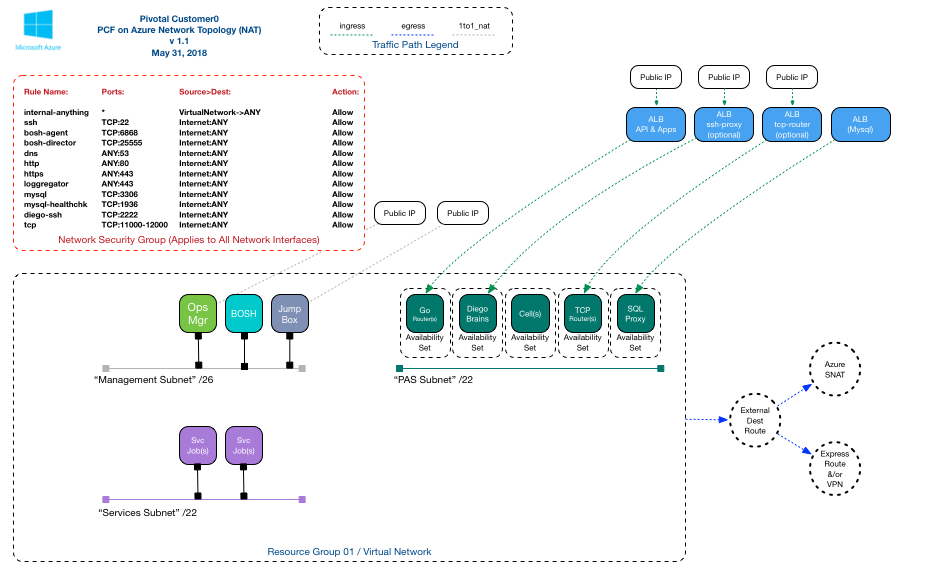 Microsoft Azure
Pivotal Customer0
PCF on Azure Network Topology (NAT)
v 1.1
May 31, 2018
ingress egress 1to1_nat
Traffic Path Legend
Rule Name: Ports: Source>Dest: Action:
internal-anything * VirtualNetwork->ANY Allow
ssh TCP:22 Internet:ANY Allow
bosh-agent TCP:6868 Internet:ANY Allow
bosh-director TCP:25555 Internet:ANY Allow
dns ANY:53 Internet:ANY Allow
http ANY:80 Internet:ANY Allow
https ANY:443 Internet:ANY Allow
loggregator ANY:443 Internet:ANY Allow
mysql TCP:3306 Internet:ANY Allow
mysql-healthchk TCP:1936 Internet:ANY Allow
diego-ssh TCP:2222 Internet:ANY Allow
tcp TCP:11000-12000 Internet:ANY Allow
Network Security Group (Applies to All Network Interfaces)
Public IP
Public IP
Public IP
Public IP
Public IP
ALB
API & Apps
ALB
ssh-proxy
(optional)
ALB
tcp-router
(optional)
ALB
(Mysql)
Ops
Mgr
BOSH
Jump
Box
"Management Subnet" /26
Go
Router(s)
Availability
Set
Diego
Brains
Availability
Set
Cell(s)
Availability
Set
TCP
Router(s)
Availability
Set
SQL
Proxy
Availability
Set
"PAS Subnet" /22
Svc
Job(s)
Svc
Job(s)
"Services Subnet" /22
External
Dest
Route
Azure
SNAT
Express
Route
&/or
VPN
Resource Group 01 / Virtual Network